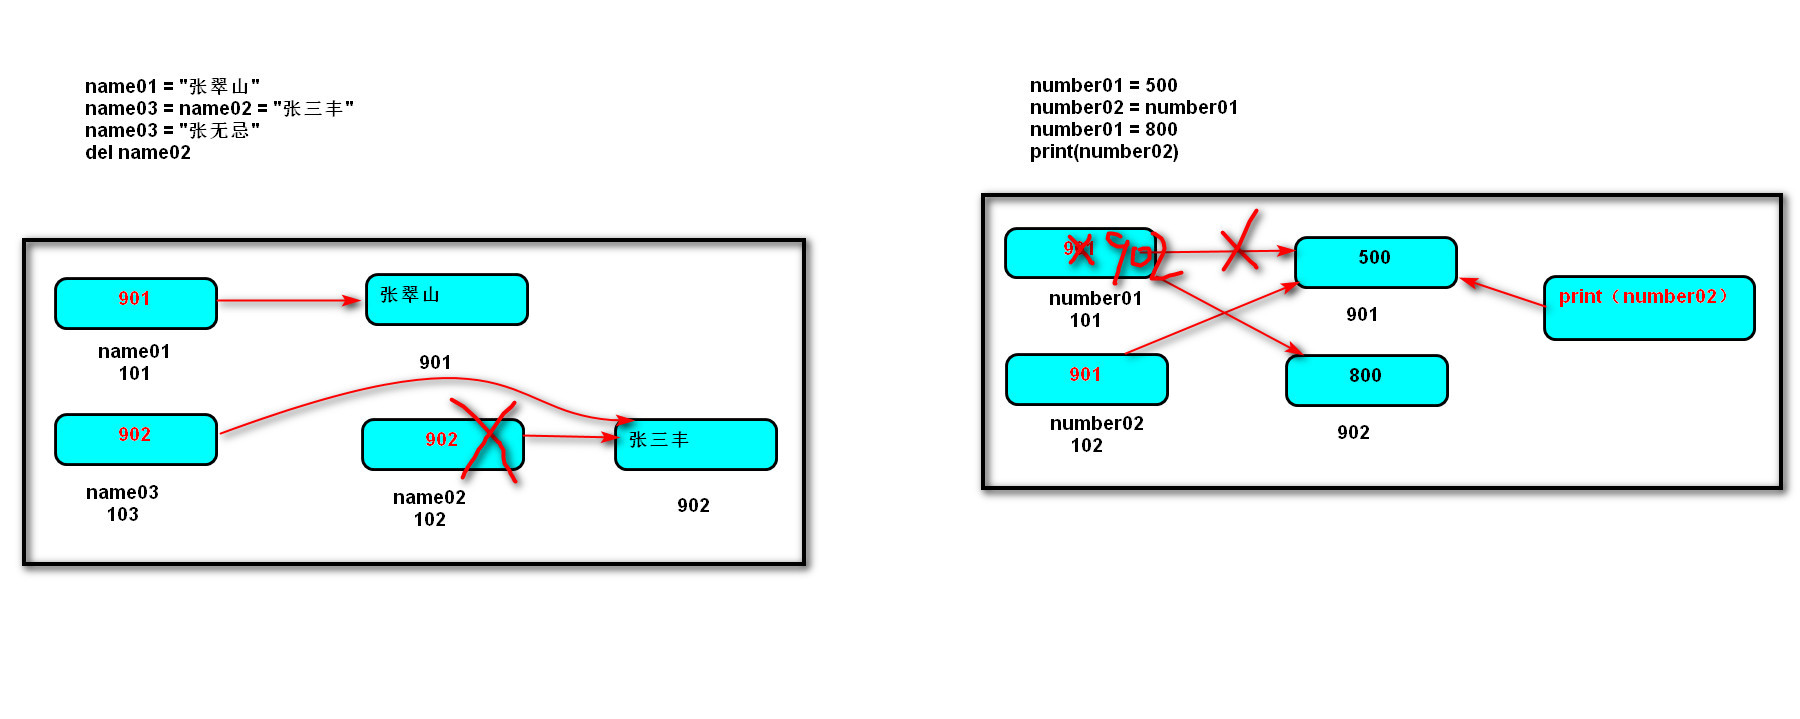 name01 = "张翠山"
name03 = name02 = "张三丰"
name03 = "张无忌"
del name02
901
张翠山
name01
101
901
902
902
张三丰
name03
103
name02
102
902
number01 = 500
number02 = number01
number01 = 800
print(number02)
901 902
500
print（number02）
number01
101
901
901
800
number02
102
902